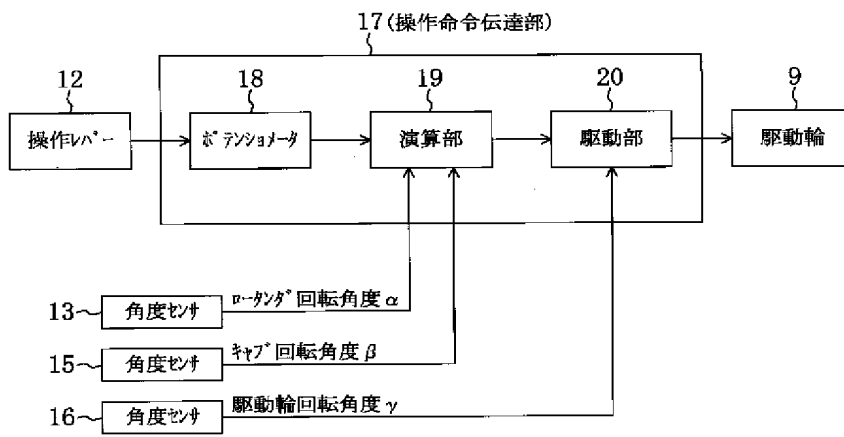 17(操作命令伝達部)
12
18
19
20
9
操作ﾚﾊﾞｰ
ﾎﾟﾃﾝｼｮﾒｰﾀ
演算部
駆動部
駆動輪
13
角度ｾﾝｻ
ﾛｰﾀﾝﾀﾞ回転角度α
15
角度ｾﾝｻ
ｷｬﾌﾞ回転角度β
16
角度ｾﾝｻ
駆動輪回転角度γ